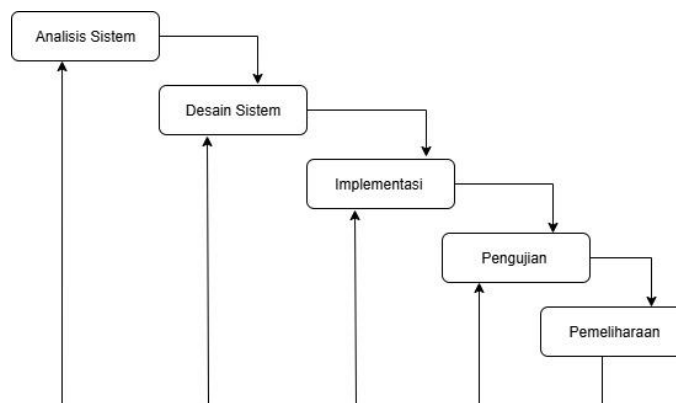 Analisis Sistem
Desain Sistem
Implementasi
Pengujian
Pemeliharaan